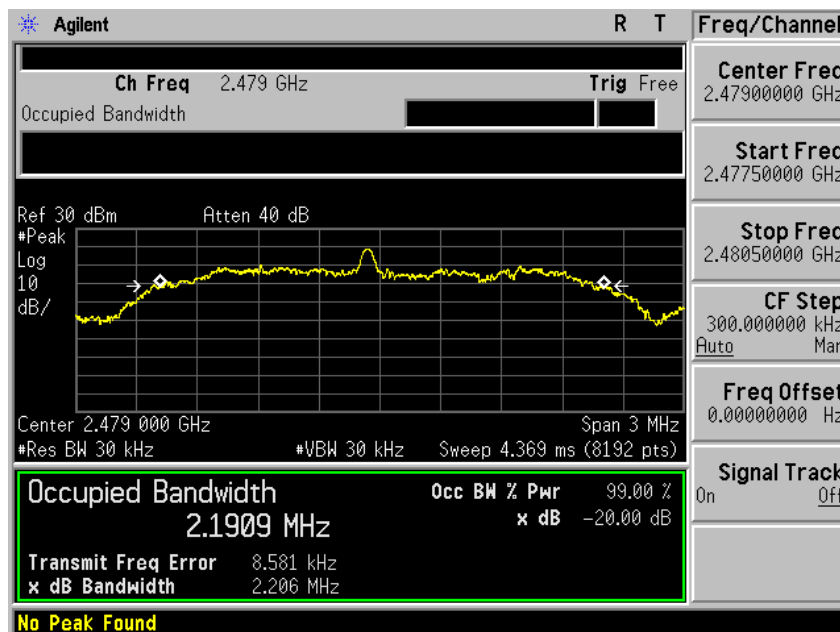 Agilent R T
Freq/Channel
Ch Freq 2.479 GHz Trig Free
Occupied Bandwidth
Center Freq
2.47900000 GHz
Start Freq
2.47750000 GHz
Stop Freq
2.48050000 GHz
CF Step
300.000000 kHz
Auto Man
Freq Offset
0.00000000 Hz
Signal Track
On Off
Ref 30 dBm Atten 40 dB
#Peak
Log
10
dB/
Center 2.479 000 GHz Span 3 MHz
#Res BW 30 kHz #VBW 30 kHz Sweep 4.369 ms (8192 pts)
Occupied Bandwidth
2.1909 MHz
Occ BW % Pwr 99.00 %
x dB -20.00 dB
Transmit Freq Error 8.581 kHz
x dB Bandwidth 2.206 MHz
No Peak Found